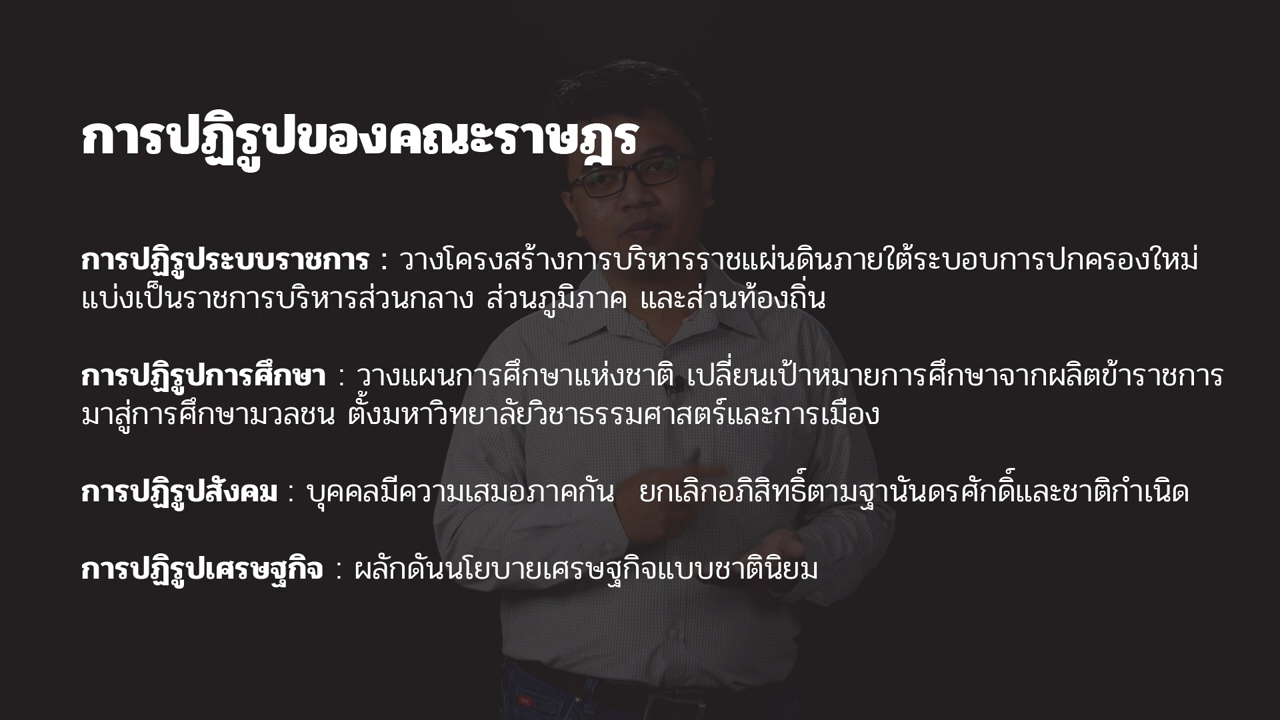 การปฏิรูปของคณะราษฎร
การปฏิรูประบบราชการ : วางโครงสร้างการบริหารราชแผ่นดินภายใต้ระบอบการปกครองใหม่
แบ่งเป็นราชการบริหารส่วนกลาง ส่วนภูมิภาค และส่วนท้องถิ่น
การปฏิรูปการศึกษา : วางแผนการศึกษาแห่งชาติ เปลี่ยนเป้าหมายการศึกษาจากผลิตข้าราชการ
มาสู่การศึกษามวลชน ตั้งมหาวิทยาลัยวิชาธรรมศาสตร์และการเมือง
การปฏิรูปสังคม : บุคคลมีความเสมอภาคกัน ยกเลิกอภิสิทธิ์ตามฐานันดรศักดิ์และชาติกำเนิด
การปฏิรูปเศรษฐกิจ : ผลักดันนโยบายเศรษฐกิจแบบชาตินิยม